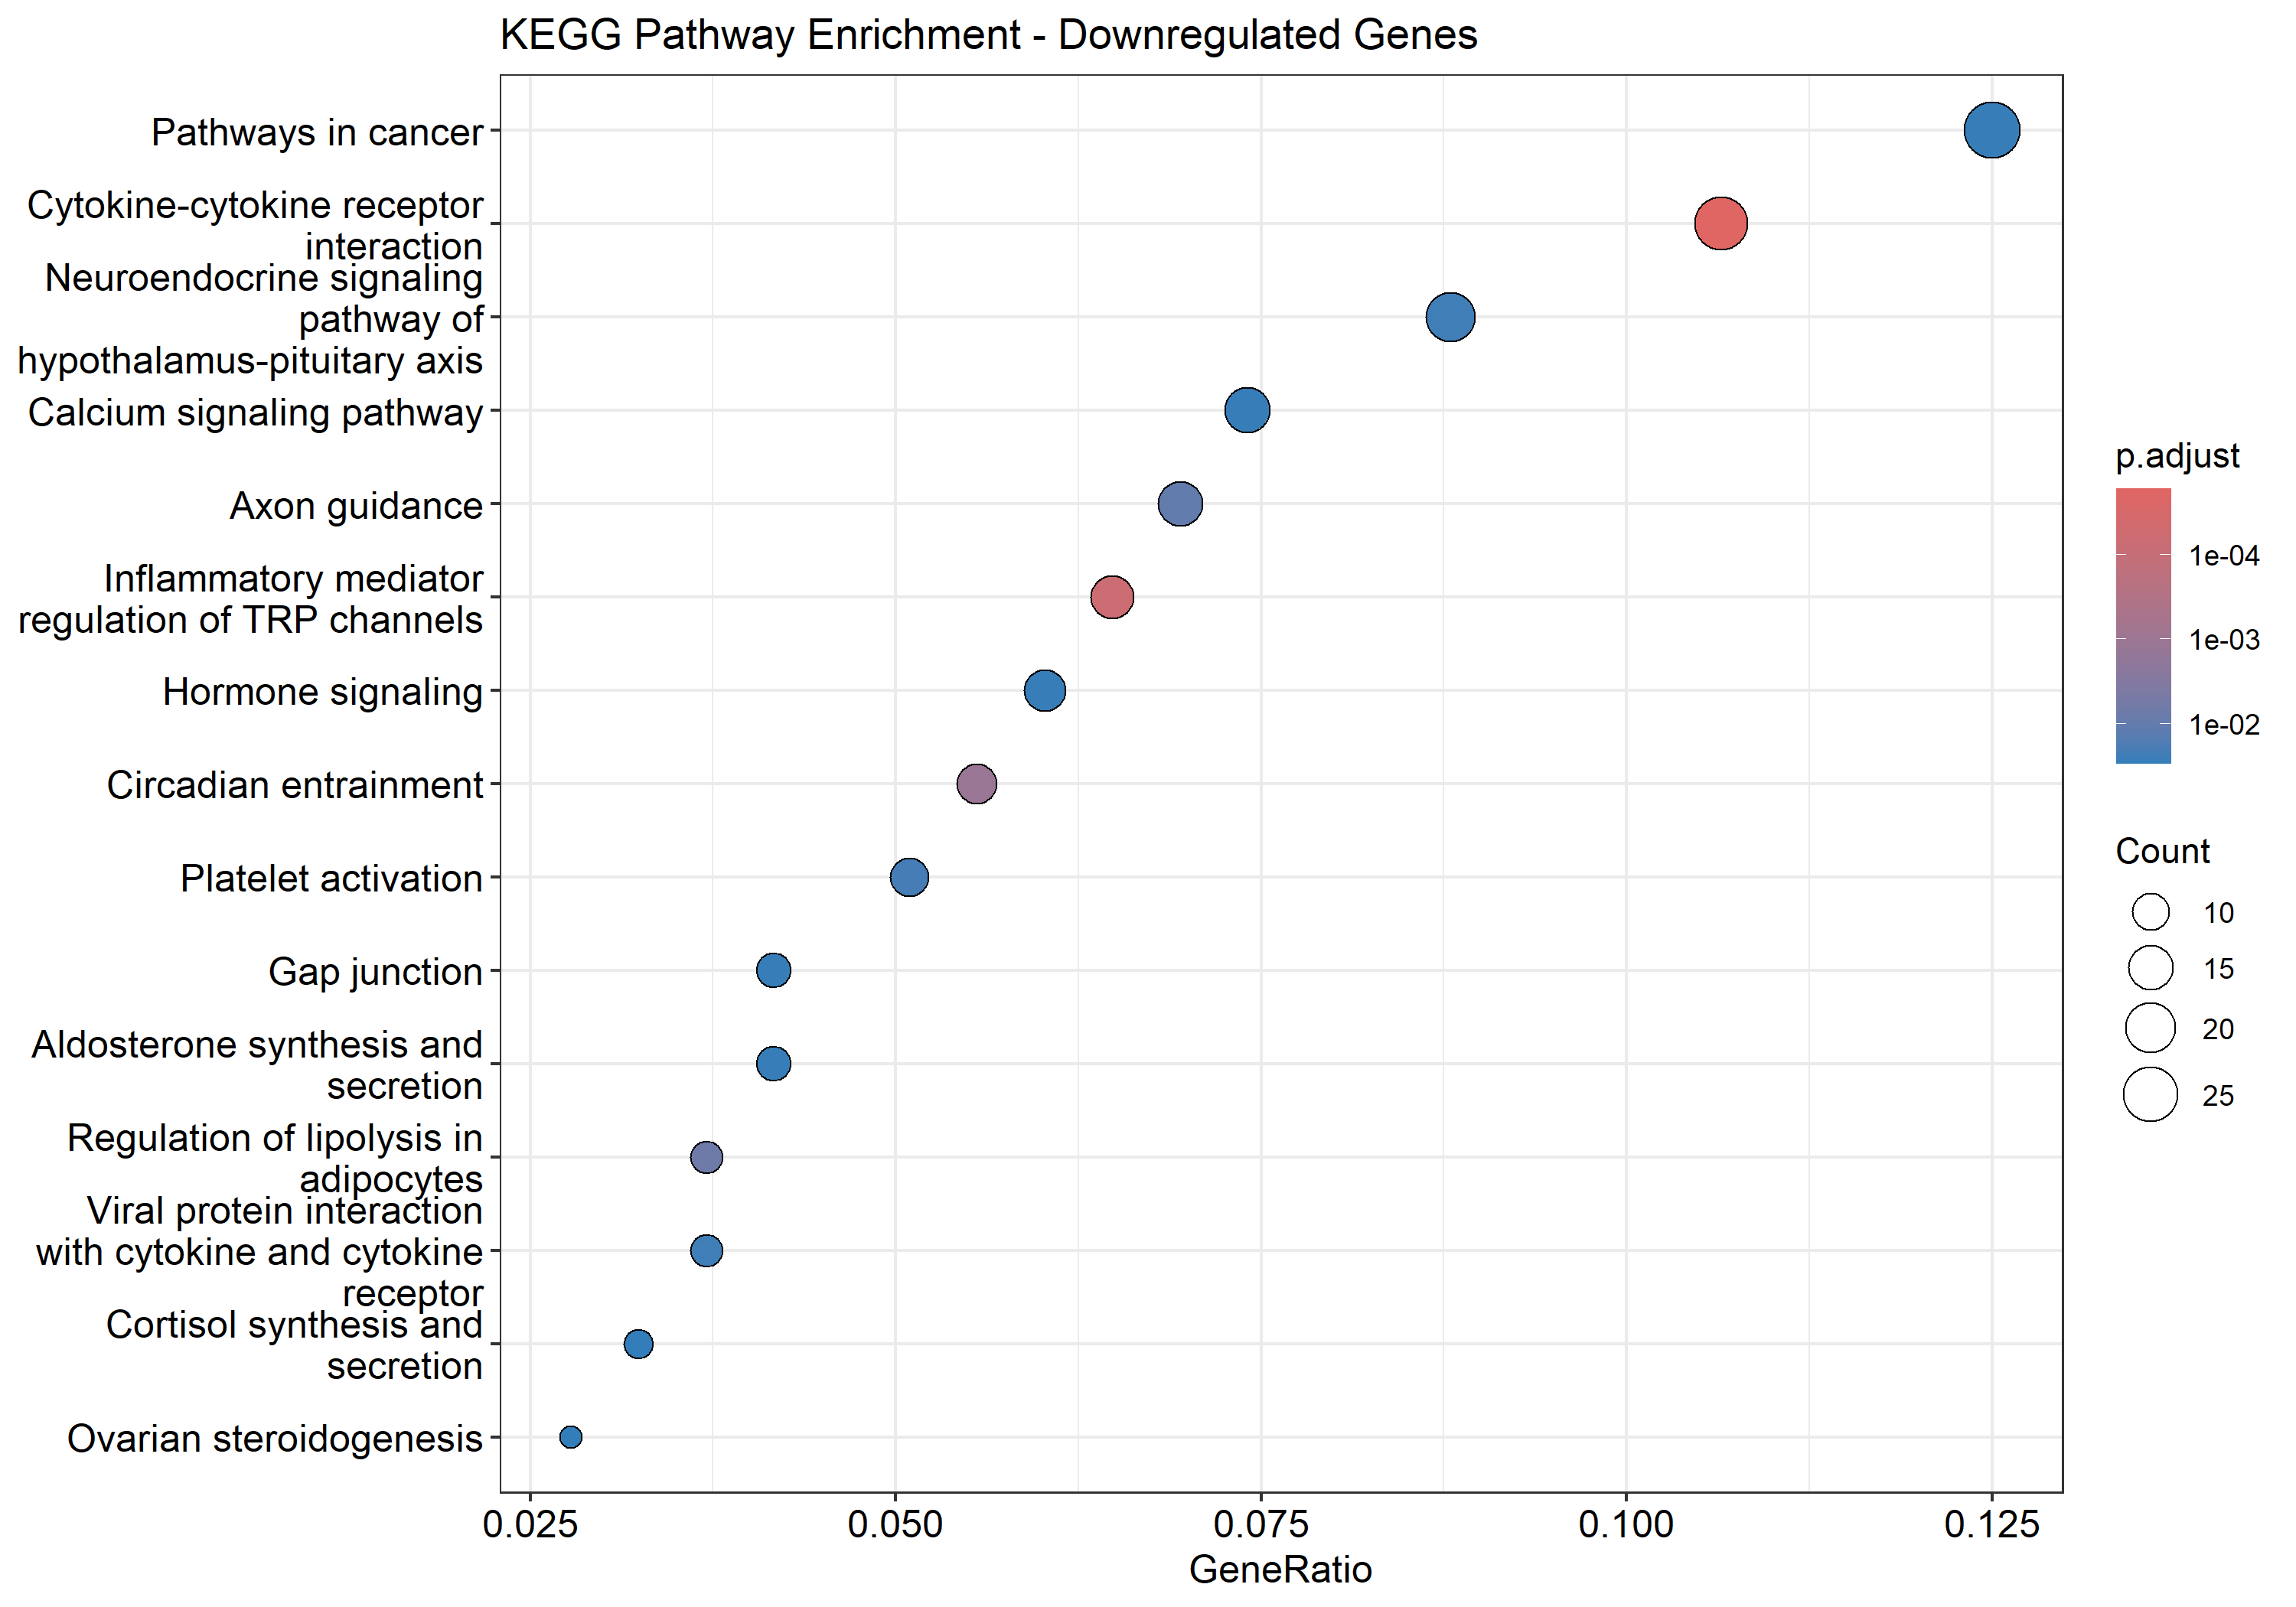 KEGG Pathway Enrichment - Downregulated Genes
Pathways in cancer
Cytokine-cytokine receptor
interaction
Neuroendocrine signaling
pathway of
hypothalamus-pituitary axis
Calcium signaling pathway
Axon guidance
Inflammatory mediator
regulation of TRP channels
Hormone signaling
Circadian entrainment
Platelet activation
Gap junction
Aldosterone synthesis and
secretion
Regulation of lipolysis in
adipocytes
Viral protein interaction
with cytokine and cytokine
receptor
Cortisol synthesis and
secretion
Ovarian steroidogenesis
0.025 0.050 0.075 0.100 0.125
GeneRatio
p.adjust
1e-04
1e-03
1e-02
Count
10
15
20
25